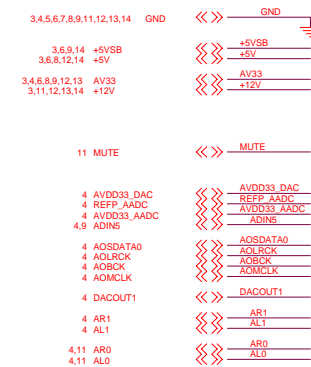 3,4,5,6,7,8,9,11,12,13,14 GND GND
3,6,9,14 +5VSB +5VSB
3,6,8,12,14 +5V +5V
3,4,6,8,9,12,13 AV33 AV33
3,11,12,13,14 +12V +12V
11 MUTE MUTE
4 AVDD33_DAC AVDD33_DAC
4 REFP_AADC REFP_AADC
4 AVDD33_AADC AVDD33_AADC
4,9 ADIN5 ADIN5
4 AOSDATA0 AOSDATA0
4 AOLRCK AOLRCK
4 AOBCK AOBCK
4 AOMCLK AOMCLK
4 DACOUT1 DACOUT1
4 AR1 AR1
4 AL1 AL1
4,11 AR0 AR0
4,11 AL0 AL0